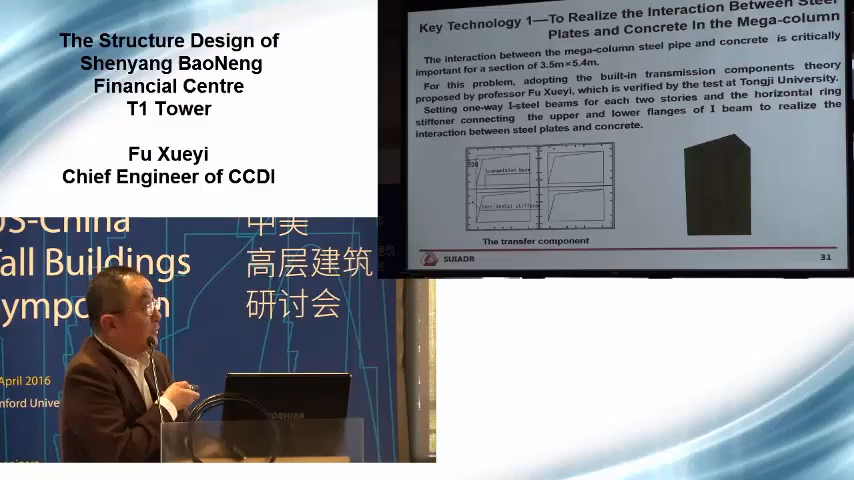 The Structure Design of
Shenyang BaoNeng
Financial Centre
T1 Tower
Fu Xueyi
Chief Engineer of CCDI
Key Technology 1—To Realize the Interaction Between Steel
Plates and Concrete In the Mega-column
The interaction between the mega-column steel pipe and concrete is critically
important for a section of 3.5m×5.4m.
For this problem, adopting the built-in transmission components theory
proposed by professor Fu Xueyi, which is verified by the test at Tongji University.
Setting one-way I-steel beams for each two stories and the horizontal ring
stiffener connecting the upper and lower flanges of I beam to realize the
interaction between steel plates and concrete.
The transfer component
SUIADR
31
US-China
Tall Buildings
Symposium
中美
高层建筑
研讨会
April 2016
nford Unive
TOSHIBA